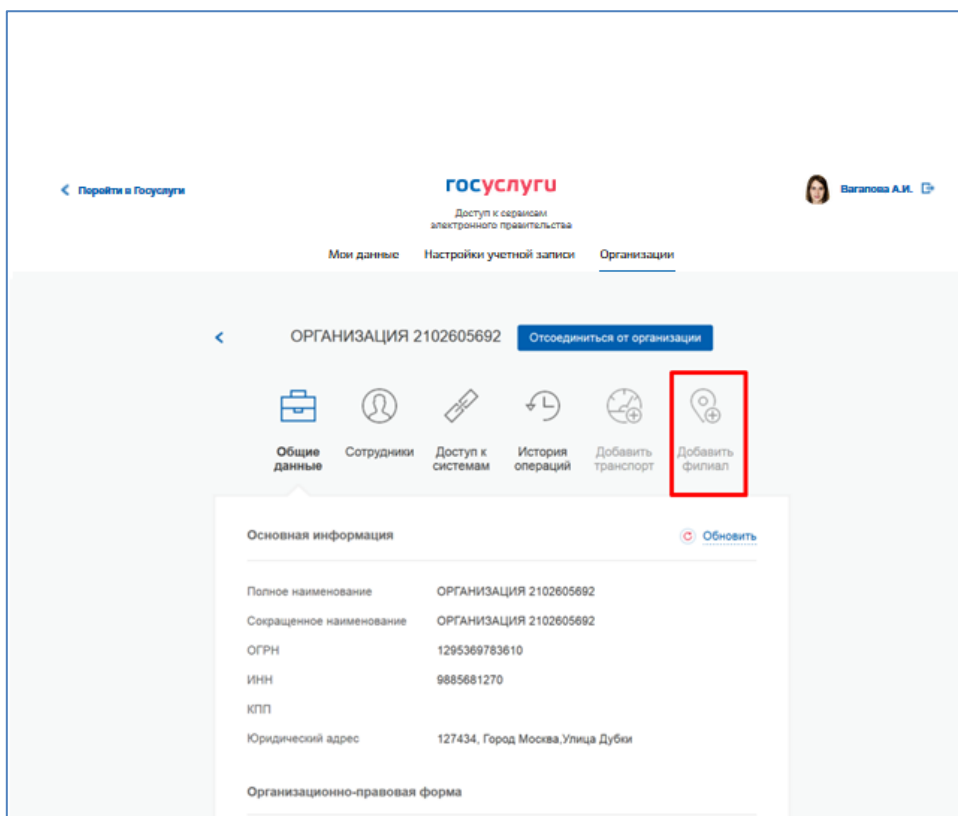 Перейти в Госуслуги
госуслуги
Вагапова А.И.
Доступ к сервисам
электронного правительства
Мои данные Настройки учетной записи Организации
ОРГАНИЗАЦИЯ 2102605692 Отсоединиться от организации
Общие данные
Сотрудники
Доступ к системам
История операций
Добавить транспорт
Добавить филиал
Основная информация Обновить
Полное наименование ОРГАНИЗАЦИЯ 2102605692
Сокращенное наименование ОРГАНИЗАЦИЯ 2102605692
ОГРН 1295369783610
ИНН 9885681270
КПП
Юридический адрес 127434, Город Москва,Улица Дубки
Организационно-правовая форма